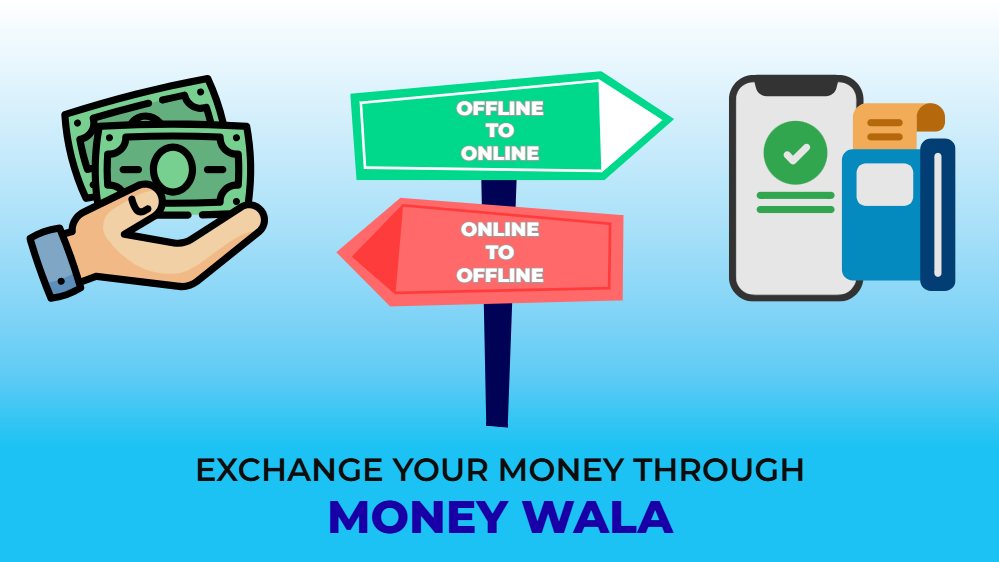 OFFLINE
TO
ONLINE
ONLINE
TO
OFFLINE
EXCHANGE YOUR MONEY THROUGH
MONEY WALA